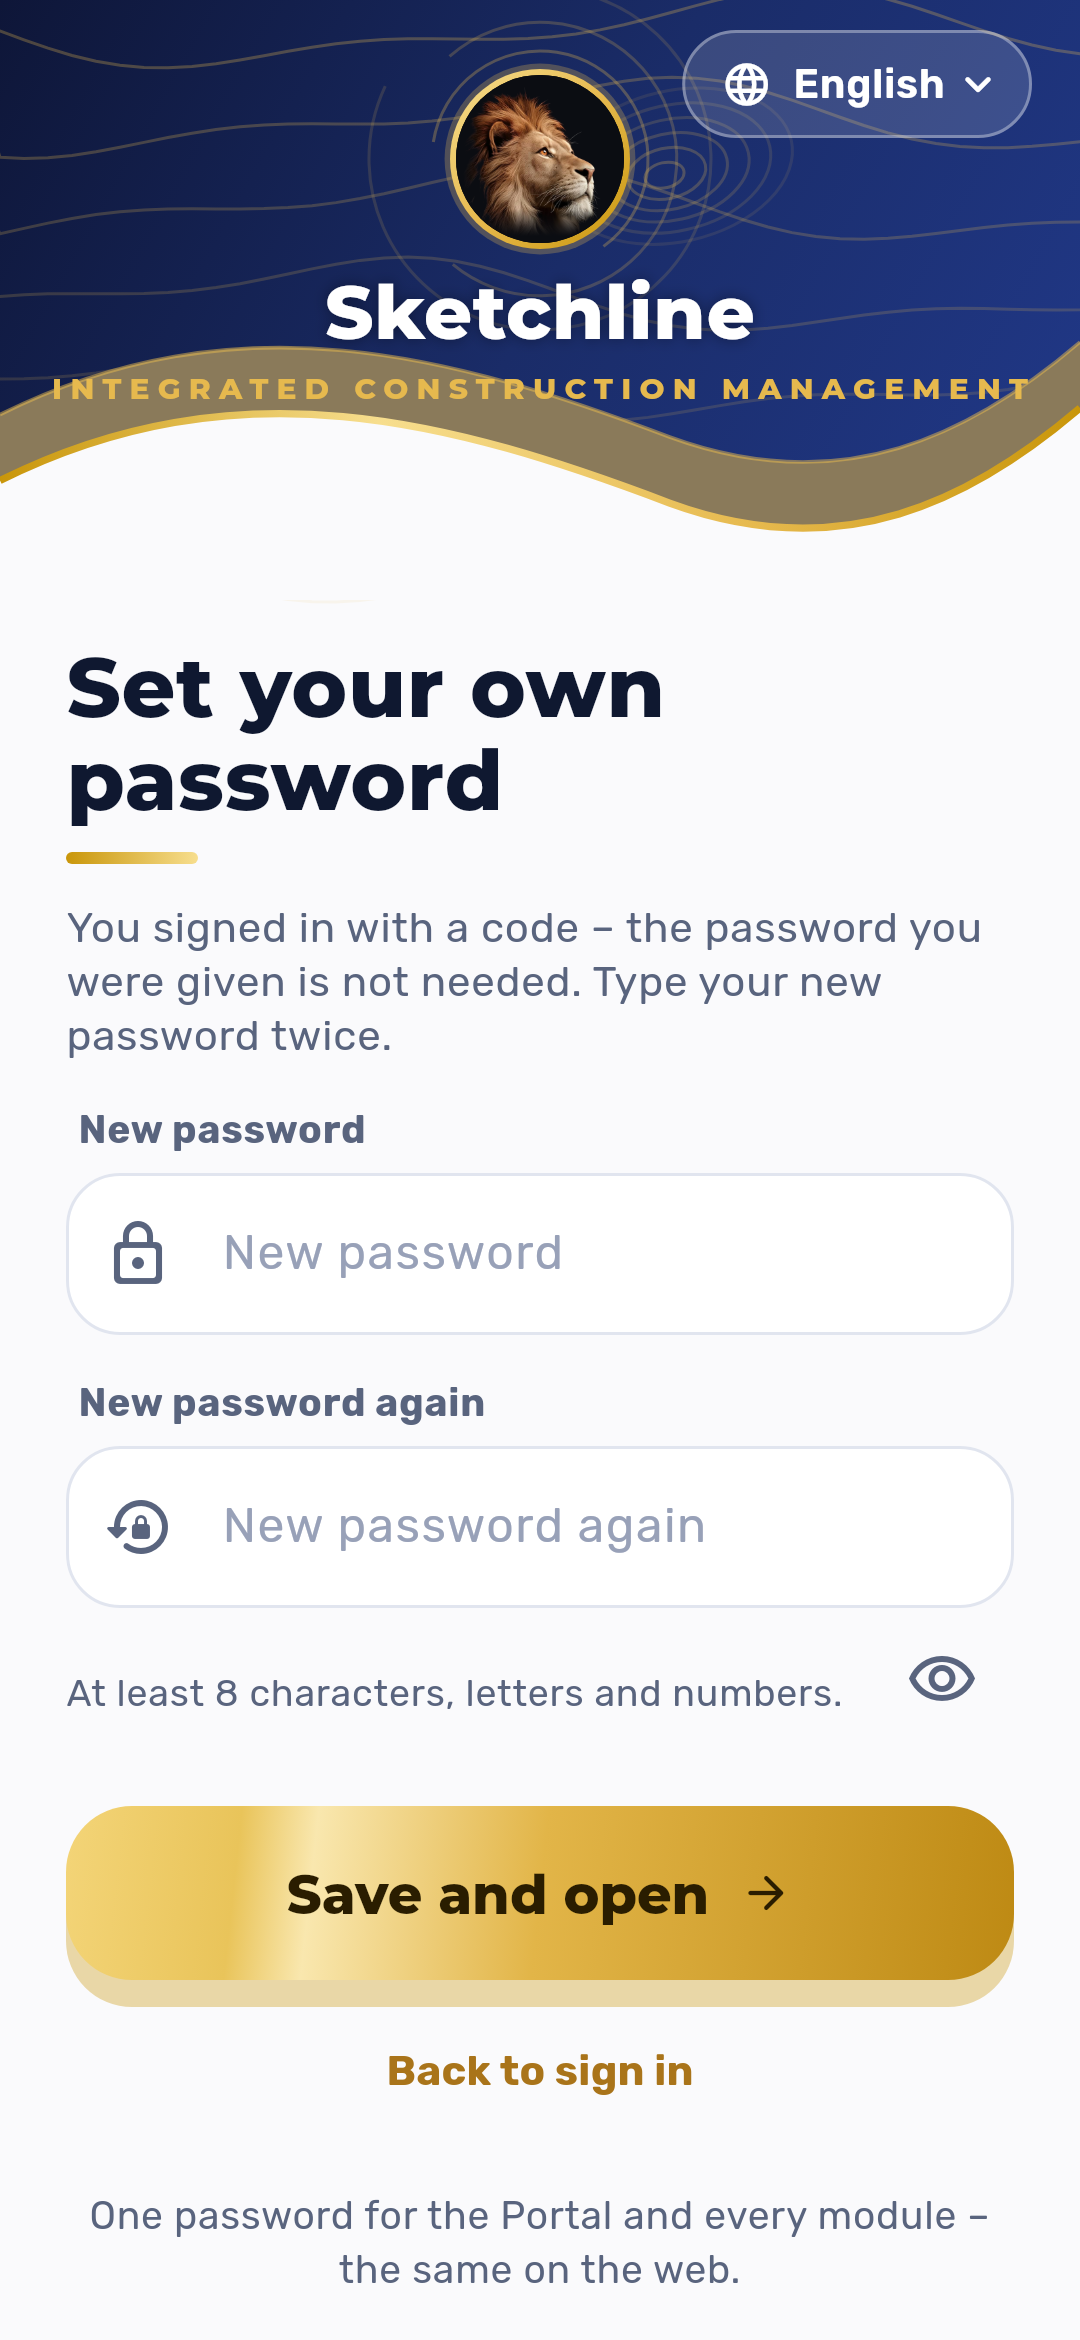 English
Sketchline
INTEGRATED CONSTRUCTION MANAGEMENT
Set your own
password
You signed in with a code – the password you
were given is not needed. Type your new
password twice.
New password
New password
New password again
New password again
At least 8 characters, letters and numbers.
Save and open
Back to sign in
One password for the Portal and every module –
the same on the web.